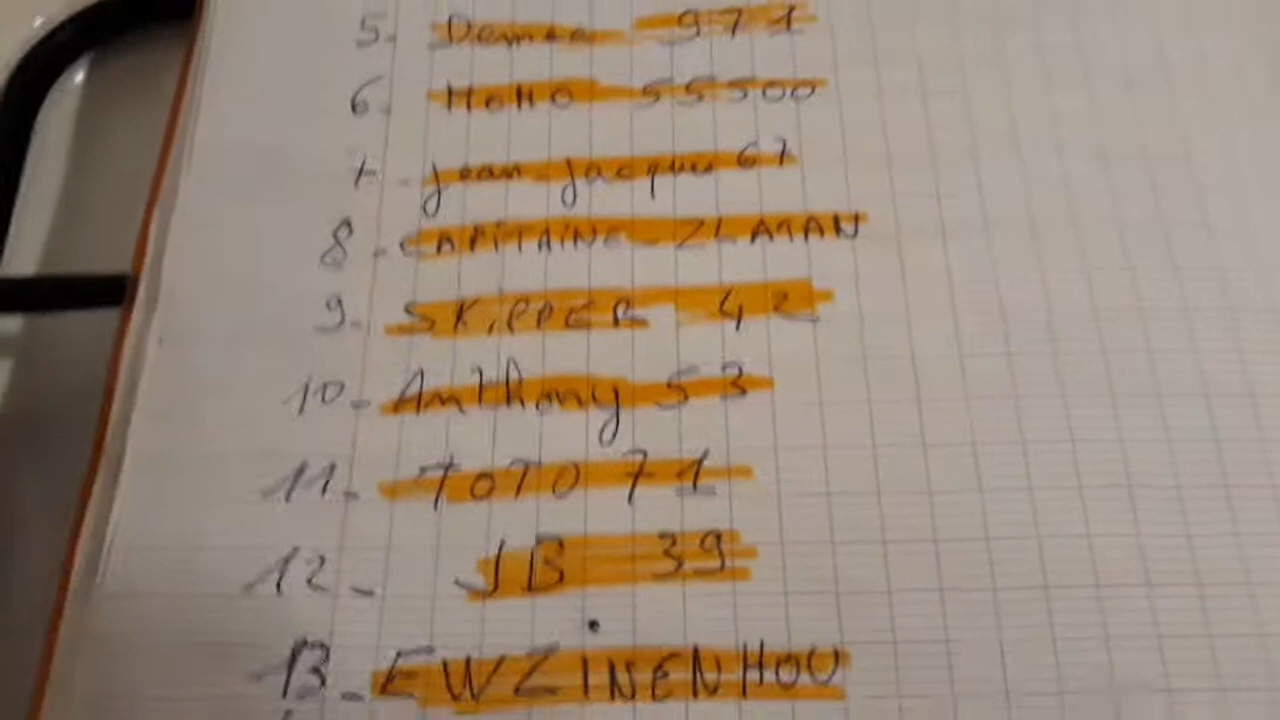 5. 971
6. MOMO 55500
7. jean jacques 67
8 - CAPITAINE ZLATAN
9. SKIPPER 42
10 - Anthony 53
11. TOTO 71
12 - JB 39
13 - EWZINENHOU